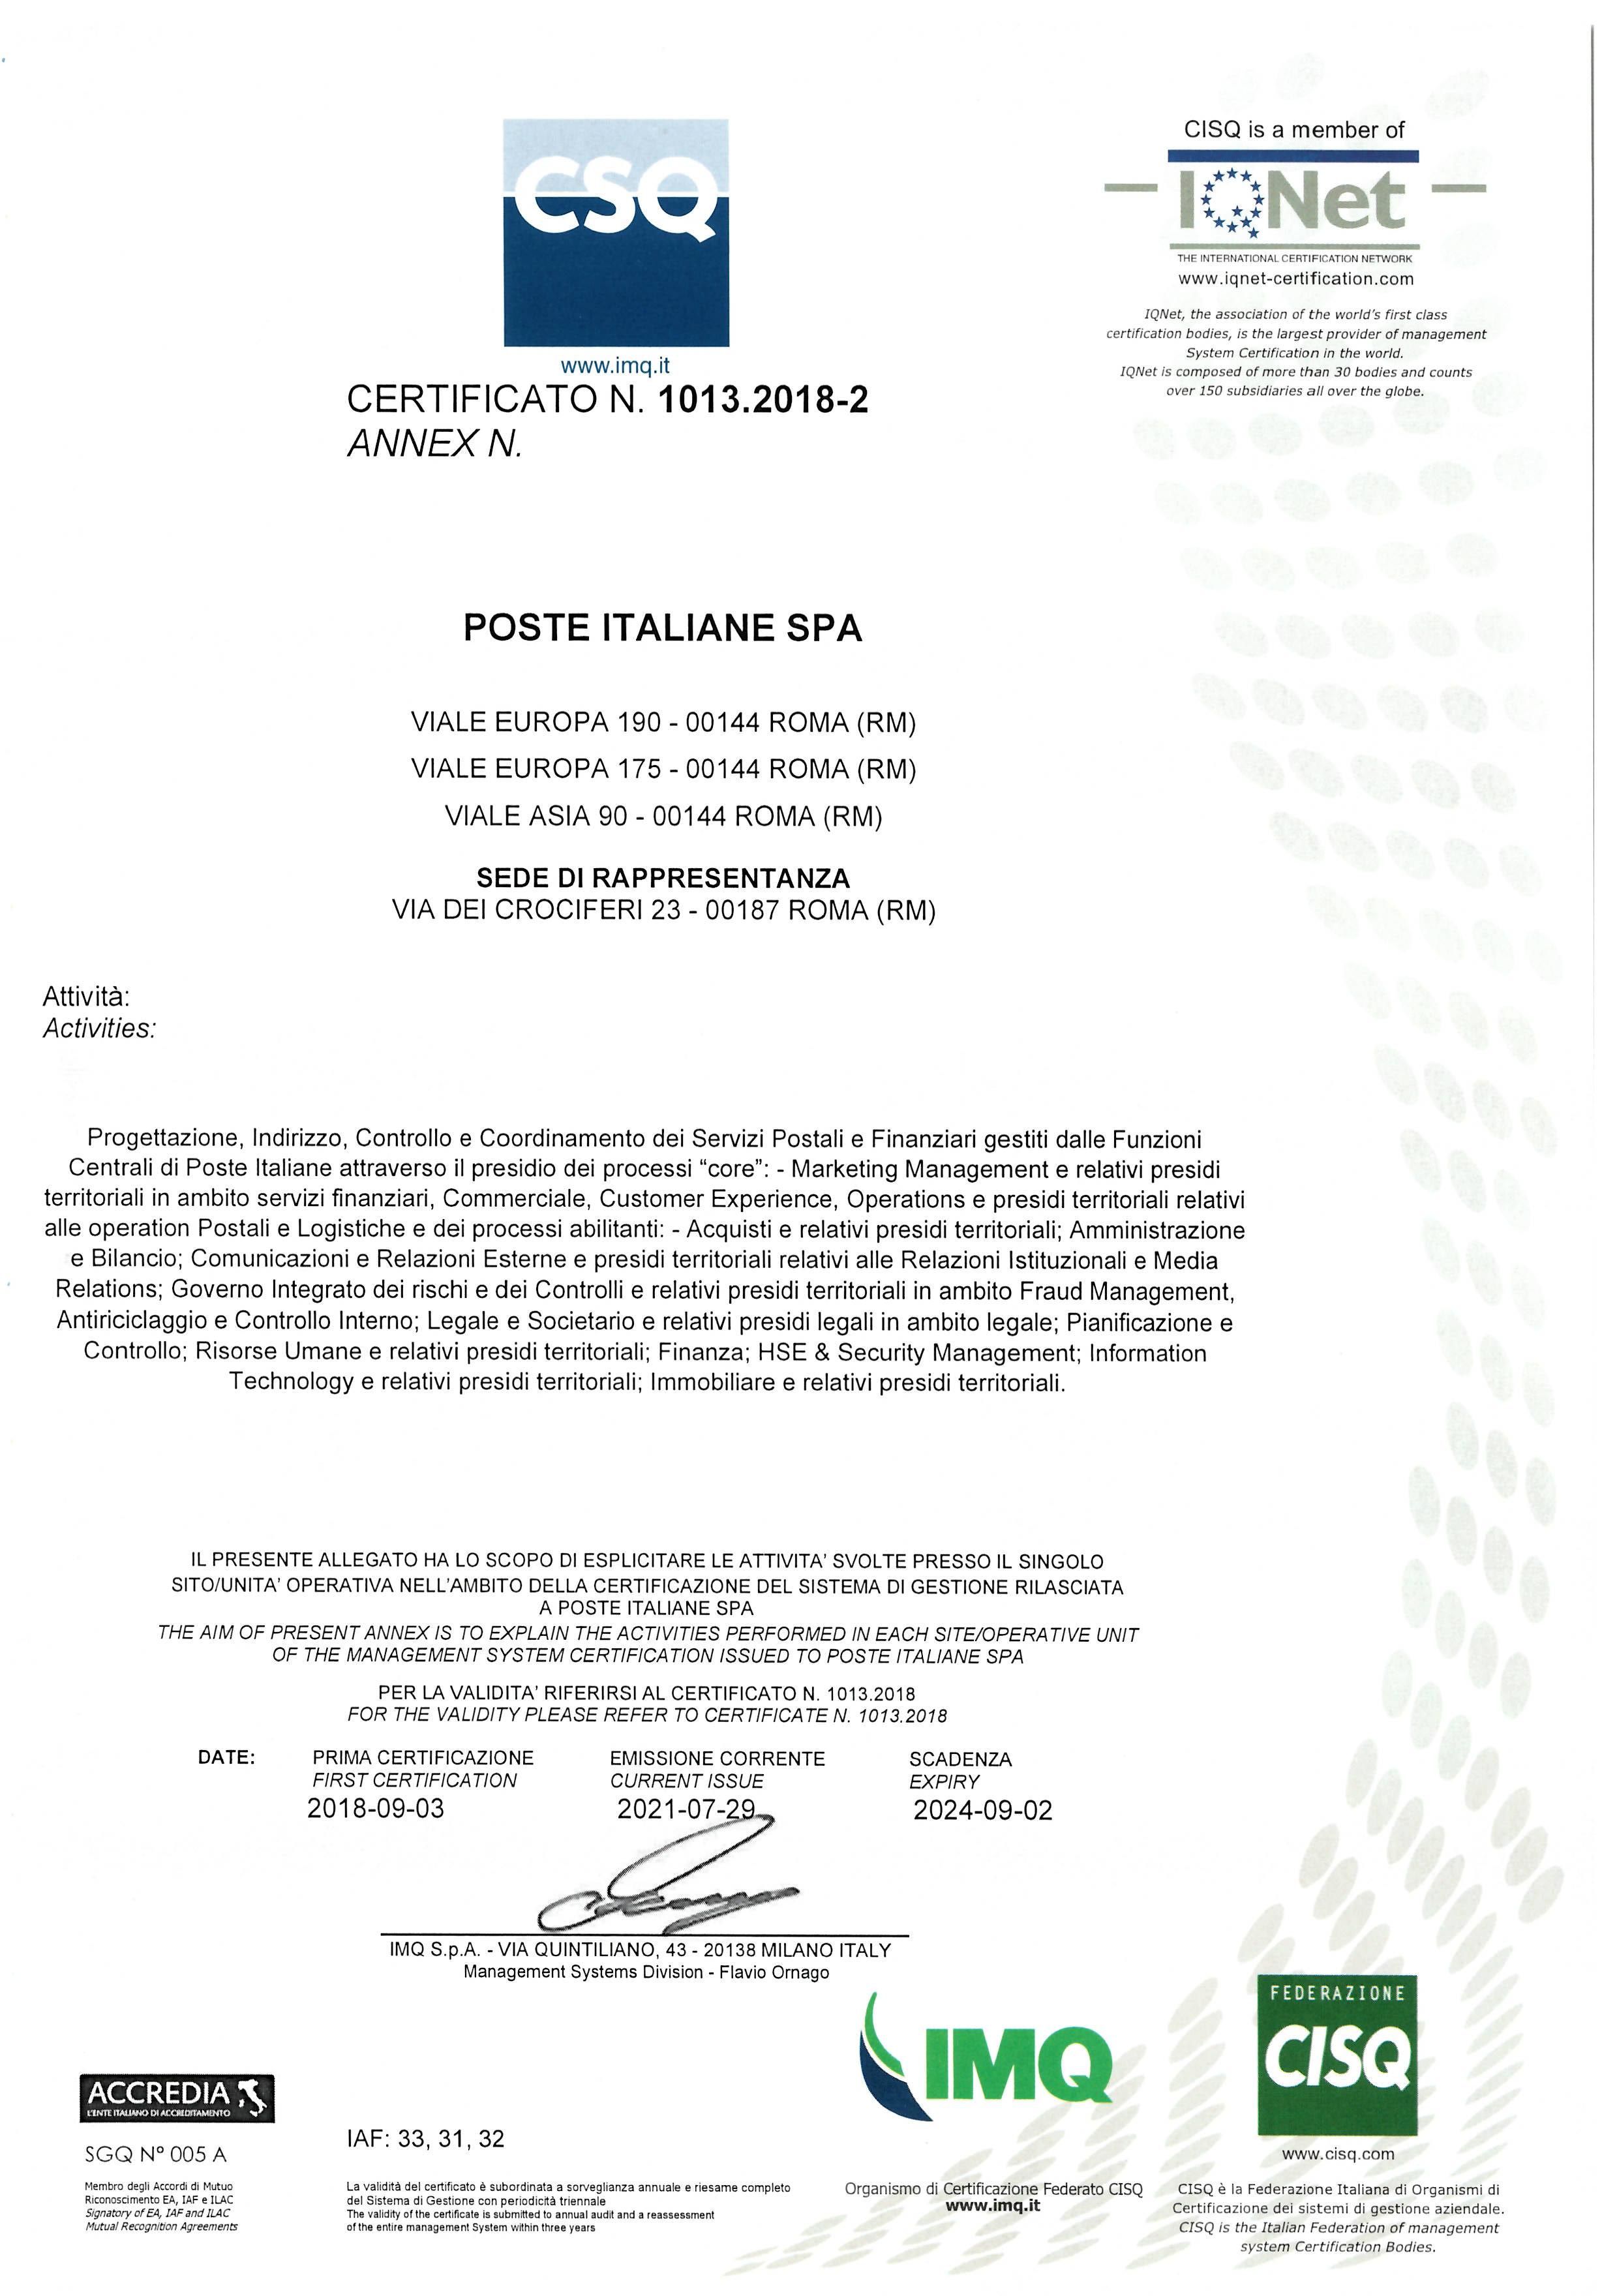 CSQ
www.imq.it
CERTIFICATO N. 1013.2018-2
ANNEX N.
CISQ is a member of
IQNet
THE INTERNATIONAL CERTIFICATION NETWORK
www.iqnet-certification.com
IQNet, the association of the world's first class
certification bodies, is the largest provider of management
System Certification in the world.
IQNet is composed of more than 30 bodies and counts
over 150 subsidiaries all over the globe.
POSTE ITALIANE SPA
VIALE EUROPA 190 - 00144 ROMA (RM)
VIALE EUROPA 175 - 00144 ROMA (RM)
VIALE ASIA 90 - 00144 ROMA (RM)
SEDE DI RAPPRESENTANZA
VIA DEI CROCIFERI 23 - 00187 ROMA (RM)
Attività:
Activities:
Progettazione, Indirizzo, Controllo e Coordinamento dei Servizi Postali e Finanziari gestiti dalle Funzioni
Centrali di Poste Italiane attraverso il presidio dei processi “core”: - Marketing Management e relativi presidi
territoriali in ambito servizi finanziari, Commerciale, Customer Experience, Operations e presidi territoriali relativi
alle operation Postali e Logistiche e dei processi abilitanti: - Acquisti e relativi presidi territoriali; Amministrazione
e Bilancio; Comunicazioni e Relazioni Esterne e presidi territoriali relativi alle Relazioni Istituzionali e Media
Relations; Governo Integrato dei rischi e dei Controlli e relativi presidi territoriali in ambito Fraud Management,
Antiriciclaggio e Controllo Interno; Legale e Societario e relativi presidi legali in ambito legale; Pianificazione e
Controllo; Risorse Umane e relativi presidi territoriali; Finanza; HSE & Security Management; Information
Technology e relativi presidi territoriali; Immobiliare e relativi presidi territoriali.
IL PRESENTE ALLEGATO HA LO SCOPO DI ESPLICITARE LE ATTIVITA' SVOLTE PRESSO IL SINGOLO
SITO/UNITA' OPERATIVA NELL'AMBITO DELLA CERTIFICAZIONE DEL SISTEMA DI GESTIONE RILASCIATA
A POSTE ITALIANE SPA
THE AIM OF PRESENT ANNEX IS TO EXPLAIN THE ACTIVITIES PERFORMED IN EACH SITE/OPERATIVE UNIT
OF THE MANAGEMENT SYSTEM CERTIFICATION ISSUED TO POSTE ITALIANE SPA
PER LA VALIDITA' RIFERIRSI AL CERTIFICATO N. 1013.2018
FOR THE VALIDITY PLEASE REFER TO CERTIFICATE N. 1013.2018
DATE: PRIMA CERTIFICAZIONE EMISSIONE CORRENTE SCADENZA
FIRST CERTIFICATION CURRENT ISSUE EXPIRY
2018-09-03 2021-07-29 2024-09-02
IMQ S.p.A. - VIA QUINTILIANO, 43 - 20138 MILANO ITALY
Management Systems Division - Flavio Ornago
ACCREDIA
L'ENTE ITALIANO DI ACCREDITAMENTO
SGQ N° 005 A
Membro degli Accordi di Mutuo
Riconoscimento EA, IAF e ILAC
Signatory of EA, IAF and ILAC
Mutual Recognition Agreements
IAF: 33, 31, 32
La validità del certificato è subordinata a sorveglianza annuale e riesame completo
del Sistema di Gestione con periodicità triennale
The validity of the certificate is submitted to annual audit and a reassessment
of the entire management System within three years
IMQ
Organismo di Certificazione Federato CISQ
www.imq.it
FEDERAZIONE
CISQ
www.cisq.com
CISQ è la Federazione Italiana di Organismi di
Certificazione dei sistemi di gestione aziendale.
CISQ is the Italian Federation of management
system Certification Bodies.